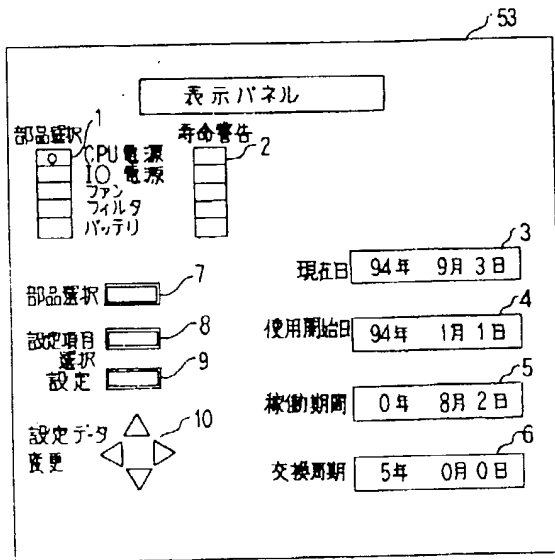 53
表示パネル
1
部品選択
寿命警告
2
CPU電源
IO 電源
ファン
フィルタ
バッテリ
3
現在日 94年 9月3日
4
使用開始日 94年 1月1日
5
稼働期間 0年 8月2日
6
交換周期 5年 0月0日
部品選択
7
設定項目
選択
8
設定
9
設定データ
変更
10